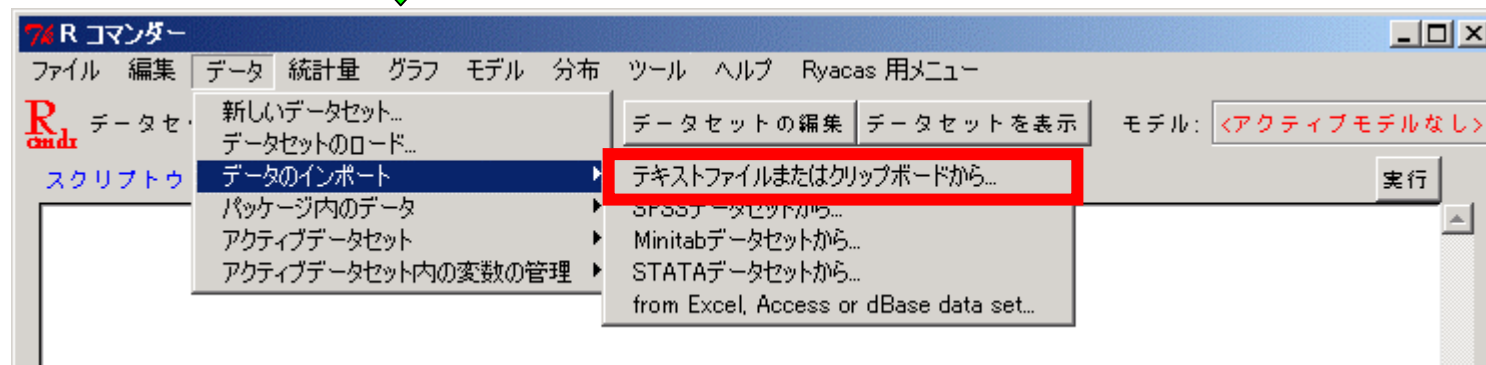 R コマンダー
ファイル 編集 データ 統計量 グラフ モデル 分布 ツール ヘルプ Ryacas 用メニュー
R cmdr データセ 新しいデータセット... データセットの編集 データセットを表示 モデル: <アクティブモデルなし>
データセットのロード...
スクリプトウ データのインポート テキストファイルまたはクリップボードから... 実行
パッケージ内のデータ SPSSデータセットから...
アクティブデータセット Minitabデータセットから...
アクティブデータセット内の変数の管理 STATAデータセットから...
from Excel, Access or dBase data set...